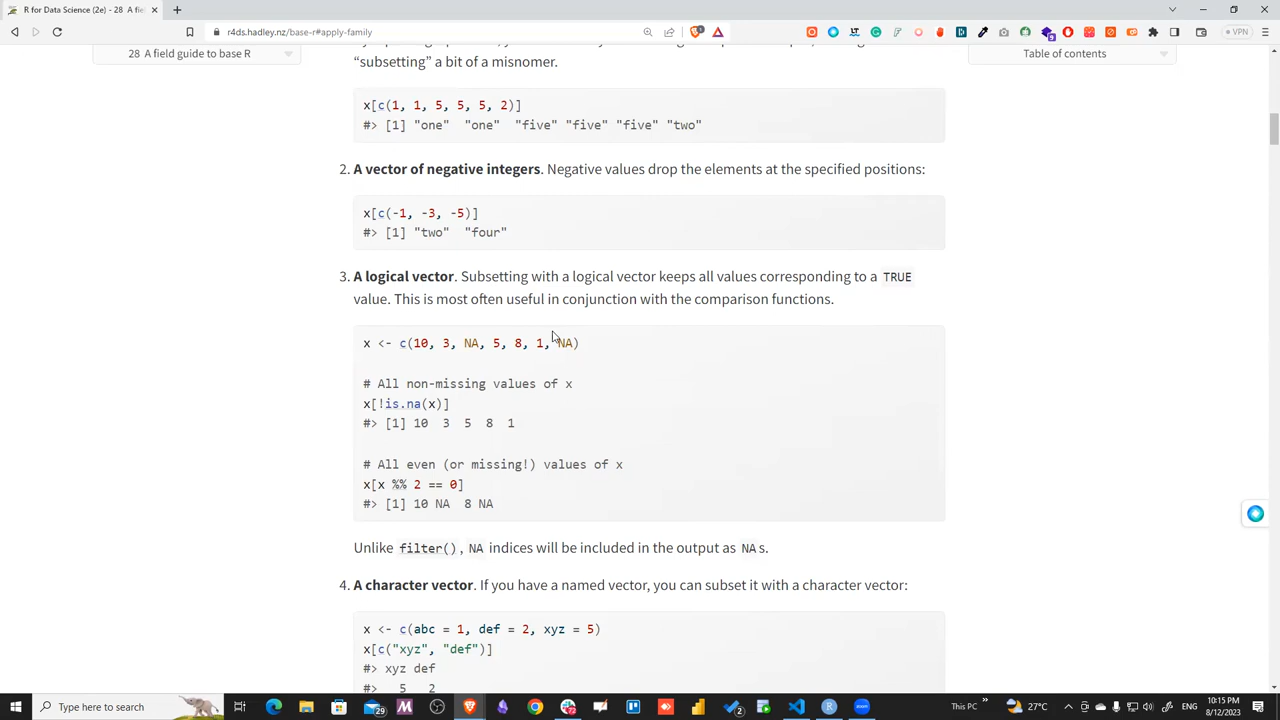 R for Data Science (2e) - 28 A fiel
r4ds.hadley.nz/base-r#apply-family
VPN
28 A field guide to base R
Table of contents
"subsetting" a bit of a misnomer.
x[c(1, 1, 5, 5, 5, 2)]
#> [1] "one"  "one"  "five" "five" "five" "two"
2. A vector of negative integers. Negative values drop the elements at the specified positions:
x[c(-1, -3, -5)]
#> [1] "two"  "four"
3. A logical vector. Subsetting with a logical vector keeps all values corresponding to a TRUE
value. This is most often useful in conjunction with the comparison functions.
x <- c(10, 3, NA, 5, 8, 1, NA)
# All non-missing values of x
x[!is.na(x)]
#> [1] 10  3  5  8  1
# All even (or missing!) values of x
x[x %% 2 == 0]
#> [1] 10 NA  8 NA
Unlike filter(), NA indices will be included in the output as NAs.
4. A character vector. If you have a named vector, you can subset it with a character vector:
x <- c(abc = 1, def = 2, xyz = 5)
x[c("xyz", "def")]
#> xyz def
#>   5   2
Type here to search
29
2
This PC
27°C
10:15 PM
8/12/2023